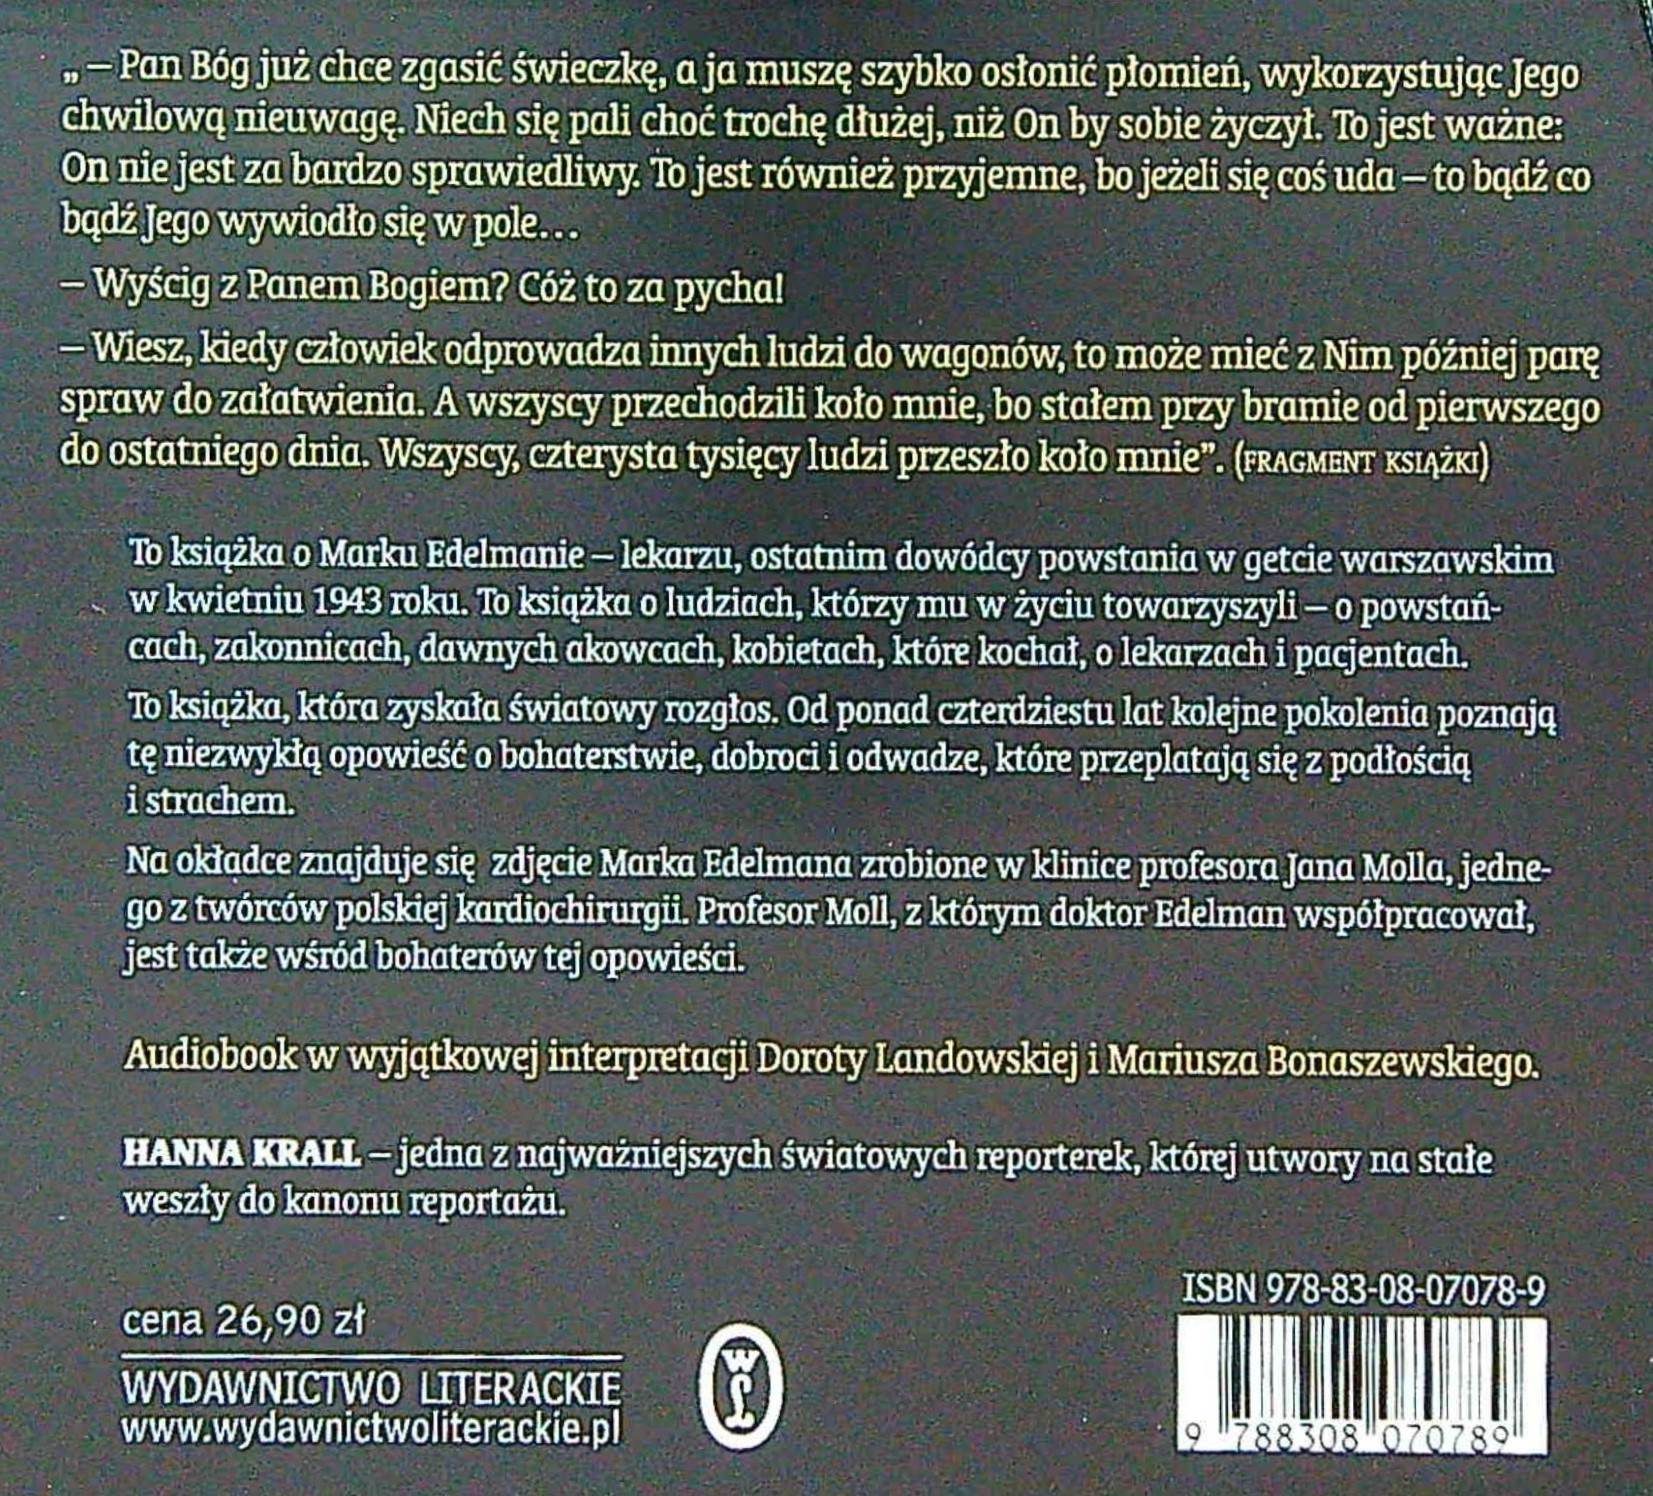 „ – Pan Bóg już chce zgasić świeczkę, a ja muszę szybko osłonić płomień, wykorzystując Jego
chwilową nieuwagę. Niech się pali choć trochę dłużej, niż On by sobie życzył. To jest ważne:
On nie jest za bardzo sprawiedliwy. To jest również przyjemne, bo jeżeli się coś uda – to bądź co
bądź Jego wywiodło się w pole…
– Wyścig z Panem Bogiem? Cóż to za pycha!
– Wiesz, kiedy człowiek odprowadza innych ludzi do wagonów, to może mieć z Nim później parę
spraw do załatwienia. A wszyscy przechodzili koło mnie, bo stałem przy bramie od pierwszego
do ostatniego dnia. Wszyscy, czterysta tysięcy ludzi przeszło koło mnie”. (FRAGMENT KSIĄŻKI)
To książka o Marku Edelmanie – lekarzu, ostatnim dowódcy powstania w getcie warszawskim
w kwietniu 1943 roku. To książka o ludziach, którzy mu w życiu towarzyszyli – o powstań-
cach, zakonnicach, dawnych akowcach, kobietach, które kochał, o lekarzach i pacjentach.
To książka, która zyskała światowy rozgłos. Od ponad czterdziestu lat kolejne pokolenia poznają
tę niezwykłą opowieść o bohaterstwie, dobroci i odwadze, które przeplatają się z podłością
i strachem.
Na okładce znajduje się zdjęcie Marka Edelmana zrobione w klinice profesora Jana Molla, jedne-
go z twórców polskiej kardiochirurgii. Profesor Moll, z którym doktor Edelman współpracował,
jest także wśród bohaterów tej opowieści.
Audiobook w wyjątkowej interpretacji Doroty Landowskiej i Mariusza Bonaszewskiego.
HANNA KRALL – jedna z najważniejszych światowych reporterek, której utwory na stałe
weszły do kanonu reportażu.
ISBN 978-83-08-07078-9
cena 26,90 zł
WYDAWNICTWO LITERACKIE
www.wydawnictwoliterackie.pl
WL
9 788308 070789